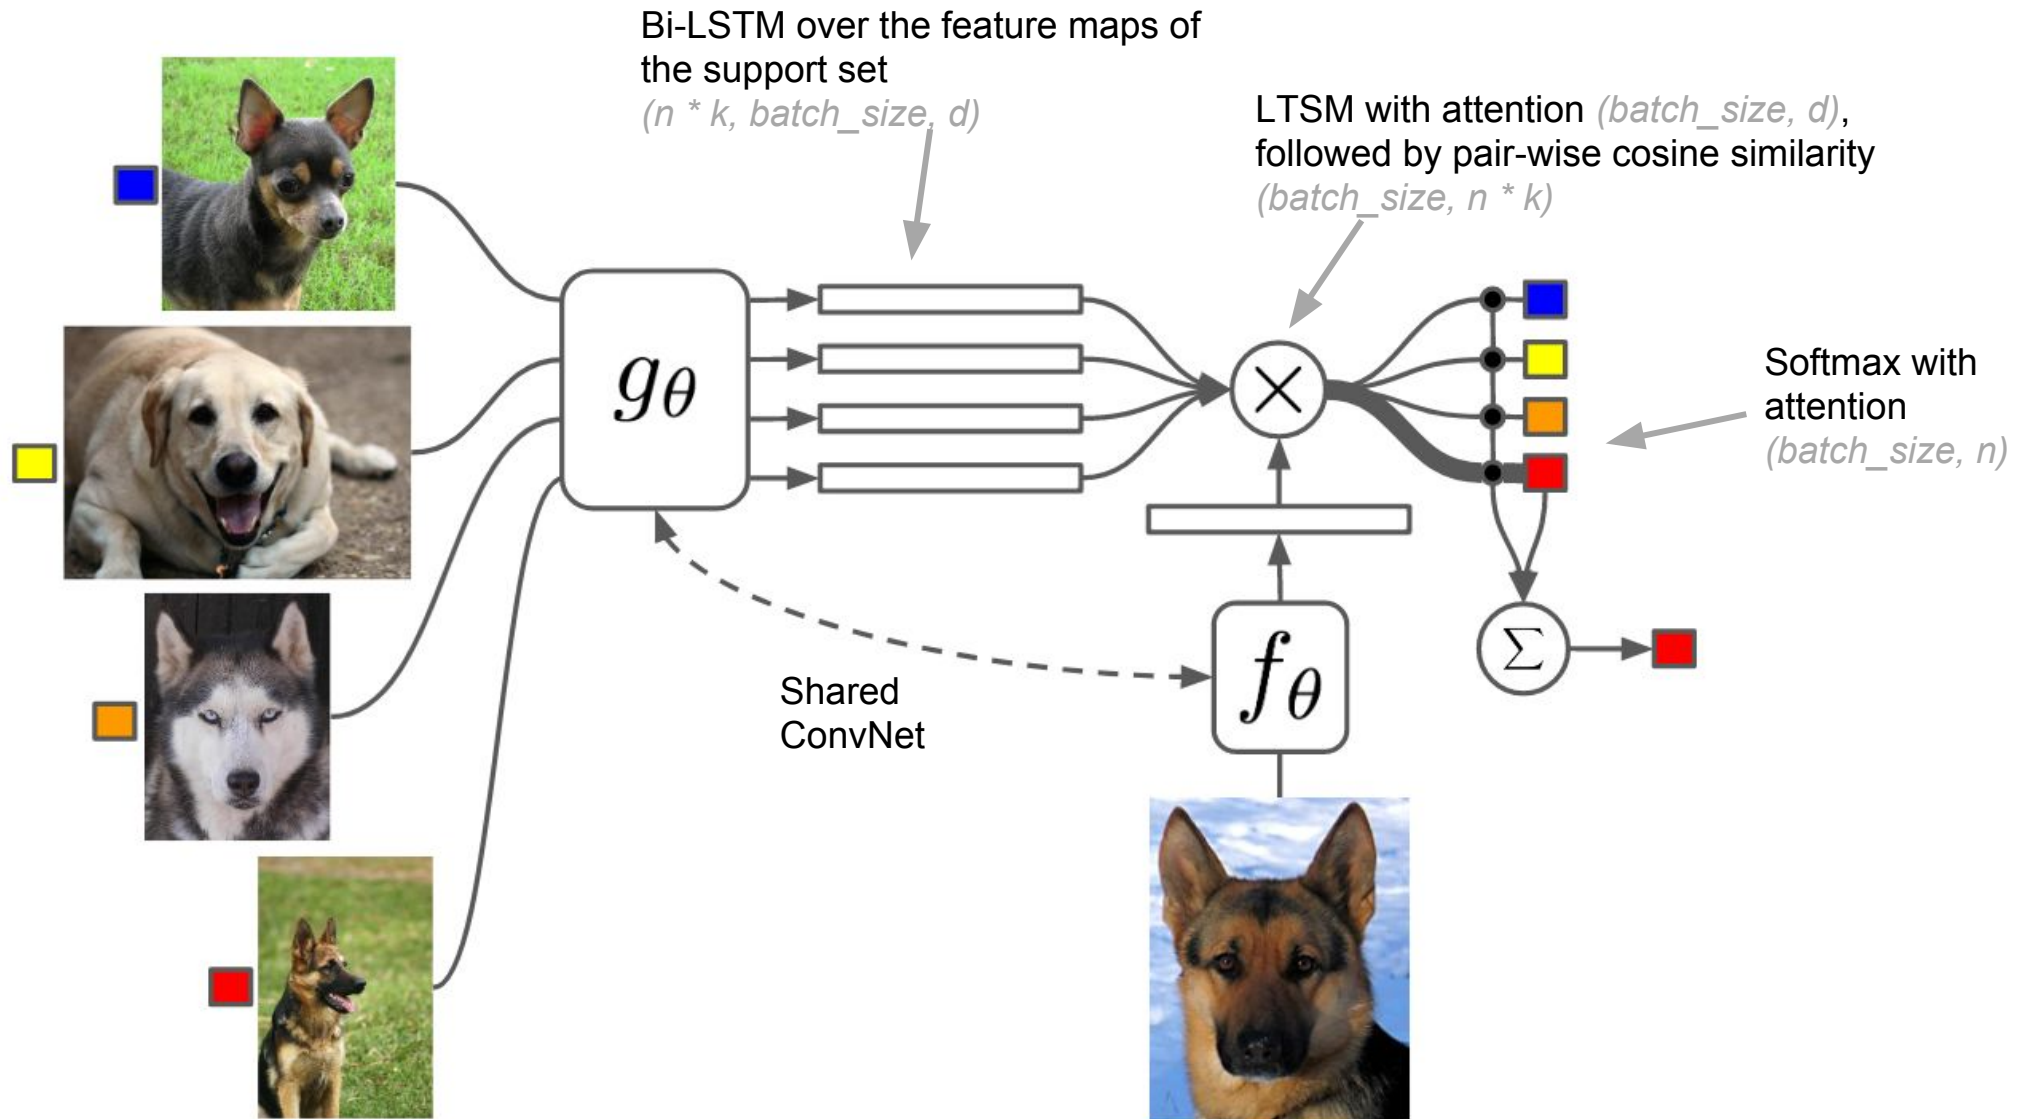 Bi-LSTM over the feature maps of
the support set
(n * k, batch_size, d)
LTSM with attention (batch_size, d),
followed by pair-wise cosine similarity
(batch_size, n * k)
gθ
Softmax with
attention
(batch_size, n)
Shared
ConvNet
fθ
Σ